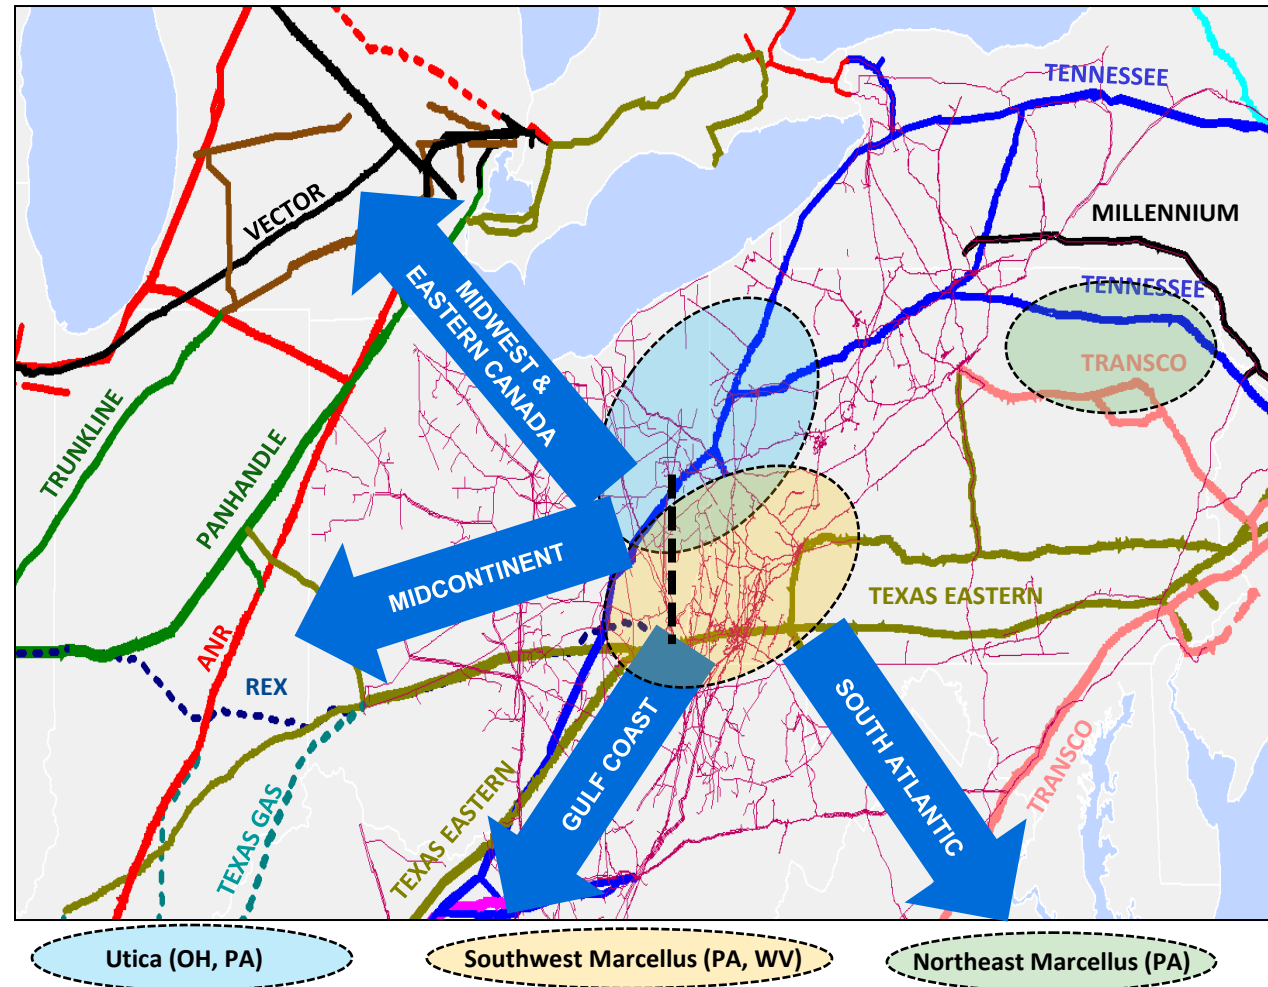 TENNESSEE
VECTOR
MILLENNIUM
MIDWEST &
EASTERN CANADA
TENNESSEE
TRANSCO
TRUNKLINE
PANHANDLE
MIDCONTINENT
TEXAS EASTERN
ANR
REX
GULF COAST
SOUTH ATLANTIC
TRANSCO
TEXAS GAS
TEXAS EASTERN
Utica (OH, PA)
Southwest Marcellus (PA, WV)
Northeast Marcellus (PA)